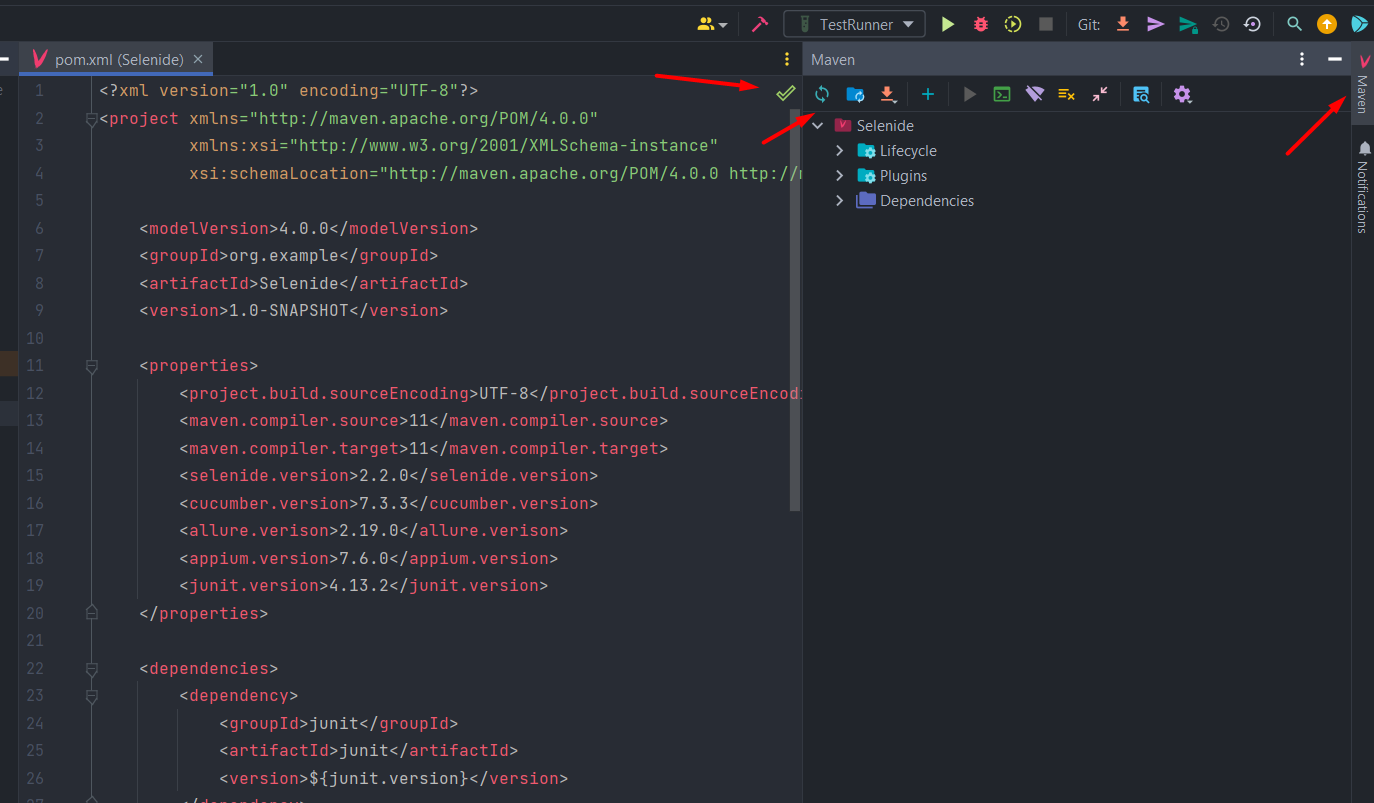 TestRunner
Git:
pom.xml (Selenide)
Maven
1 <?xml version="1.0" encoding="UTF-8"?>
2 <project xmlns="http://maven.apache.org/POM/4.0.0"
3 xmlns:xsi="http://www.w3.org/2001/XMLSchema-instance"
4 xsi:schemaLocation="http://maven.apache.org/POM/4.0.0 http://
5
6 <modelVersion>4.0.0</modelVersion>
7 <groupId>org.example</groupId>
8 <artifactId>Selenide</artifactId>
9 <version>1.0-SNAPSHOT</version>
10
11 <properties>
12 <project.build.sourceEncoding>UTF-8</project.build.sourceEncodi
13 <maven.compiler.source>11</maven.compiler.source>
14 <maven.compiler.target>11</maven.compiler.target>
15 <selenide.version>2.2.0</selenide.version>
16 <cucumber.version>7.3.3</cucumber.version>
17 <allure.verison>2.19.0</allure.verison>
18 <appium.version>7.6.0</appium.version>
19 <junit.version>4.13.2</junit.version>
20 </properties>
21
22 <dependencies>
23 <dependency>
24 <groupId>junit</groupId>
25 <artifactId>junit</artifactId>
26 <version>${junit.version}</version>
27 </dependency>
Selenide
Lifecycle
Plugins
Dependencies
Maven
Notifications